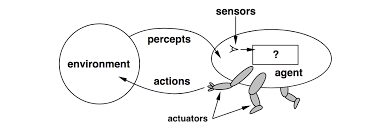 sensors
percepts
?
environment
agent
actions
actuators